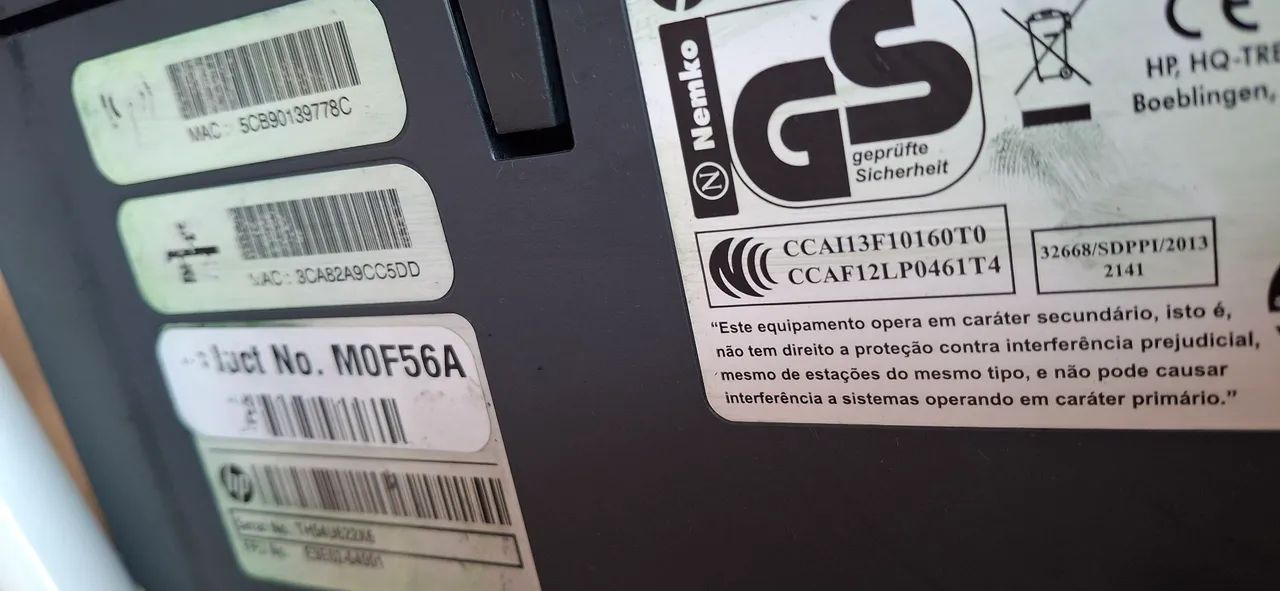 MAC : 5CB90139778C
MAC : 3CA82A9CC5DD
No. M0F56A
hp
Nemko
N
GS
geprüfte
Sicherheit
CE
HP, HQ-TRE
Boeblingen,
CCAI13F10160T0
CCAF12LP0461T4
32668/SDPPI/2013
2141
“Este equipamento opera em caráter secundário, isto é,
não tem direito a proteção contra interferência prejudicial,
mesmo de estações do mesmo tipo, e não pode causar
interferência a sistemas operando em caráter primário.”